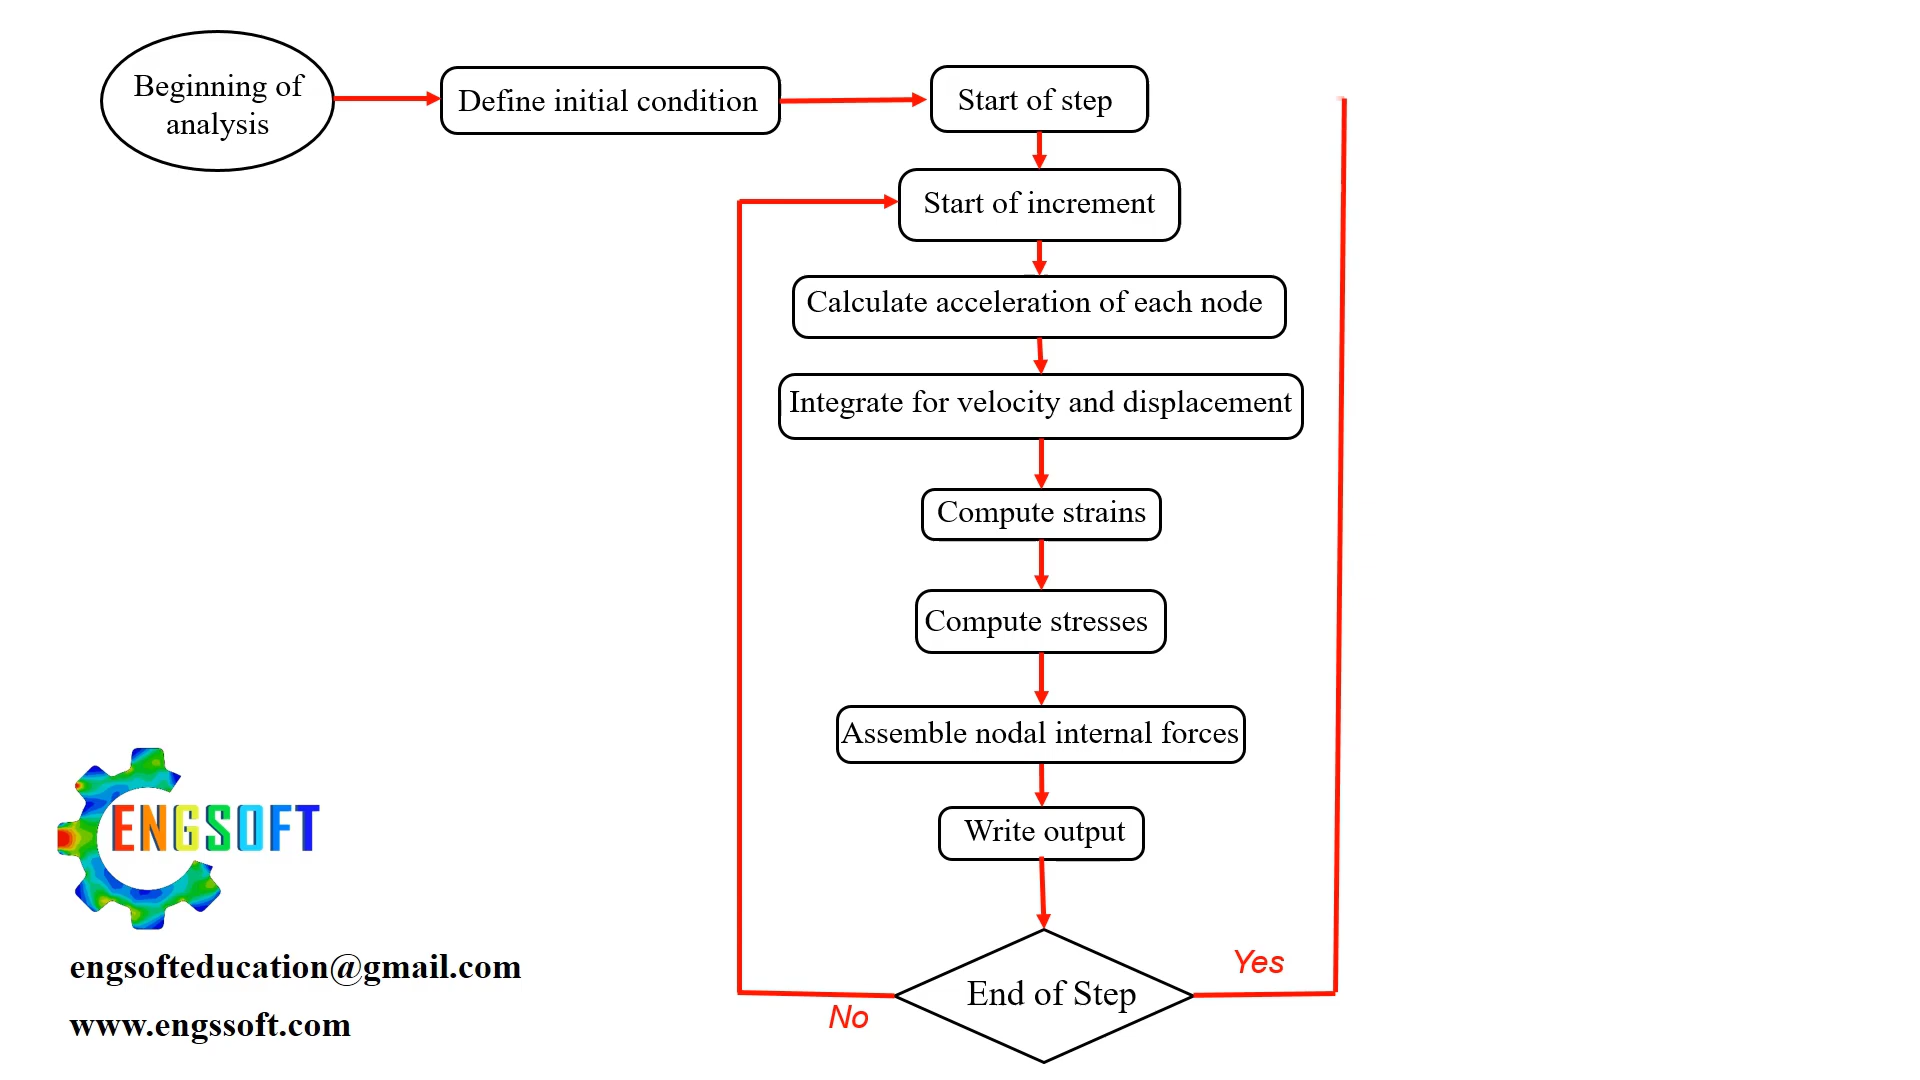 Beginning of
analysis
Define initial condition
Start of step
Start of increment
Calculate acceleration of each node
Integrate for velocity and displacement
Compute strains
Compute stresses
Assemble nodal internal forces
Write output
End of Step
Yes
No
ENGSOFT
engsofteducation@gmail.com
www.engssoft.com